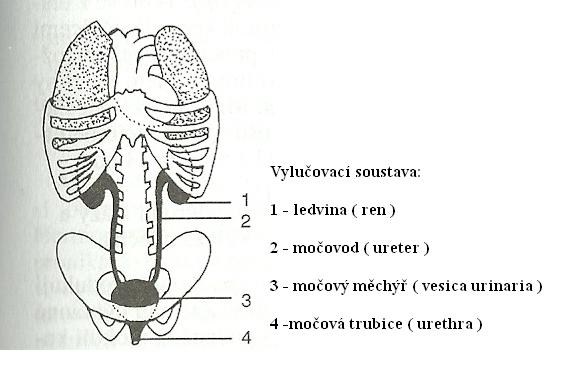 Vylučovací soustava:
1
1 - ledvina ( ren )
2
2 - močovod ( ureter )
3 - močový měchýř ( vesica urinaria )
3
4 -močová trubice ( urethra )
4